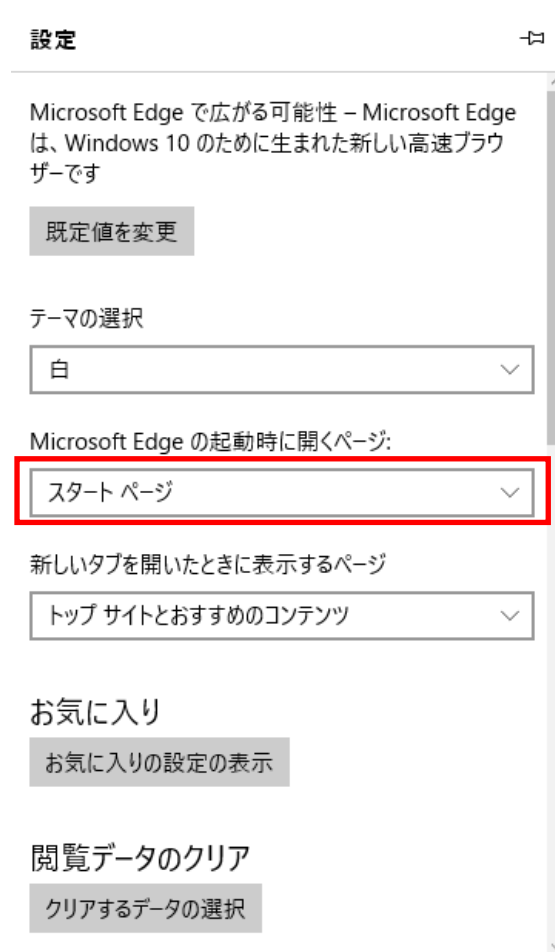 設定
Microsoft Edge で広がる可能性 – Microsoft Edge
は、Windows 10 のために生まれた新しい高速ブラウ
ザーです
既定値を変更
テーマの選択
白
Microsoft Edge の起動時に開くページ:
スタート ページ
新しいタブを開いたときに表示するページ
トップ サイトとおすすめのコンテンツ
お気に入り
お気に入りの設定の表示
閲覧データのクリア
クリアするデータの選択